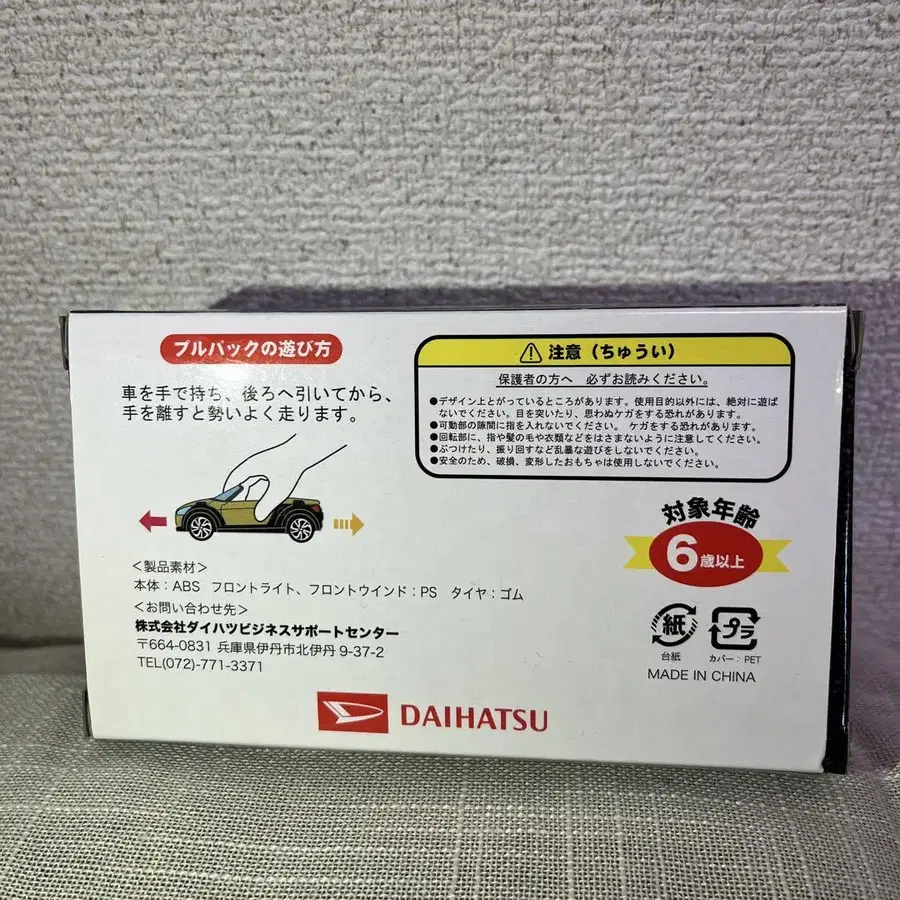 プルバックの遊び方
車を手で持ち、後ろへ引いてから、
手を離すと勢いよく走ります。
＜製品素材＞
本体：ABS フロントライト、フロントウインド：PS タイヤ：ゴム
＜お問い合わせ先＞
株式会社ダイハツビジネスサポートセンター
〒664-0831 兵庫県伊丹市北伊丹 9-37-2
TEL(072)-771-3371
注意（ちゅうい）
保護者の方へ 必ずお読みください。
●デザイン上とがっているところがあります。使用目的以外には、絶対に遊ば
ないでください。目を突いたり、思わぬケガをする恐れがあります。
●可動部の隙間に指を入れないでください。 ケガをする恐れがあります。
●回転部に、指や髪の毛や衣類などをはさまないように注意してください。
●ぶつけたり、振り回すなど乱暴な遊びをしないでください。
●安全のため、破損、変形したおもちゃは使用しないでください。
対象年齢
6歳以上
紙
台紙
プラ
カバー：PET
MADE IN CHINA
DAIHATSU